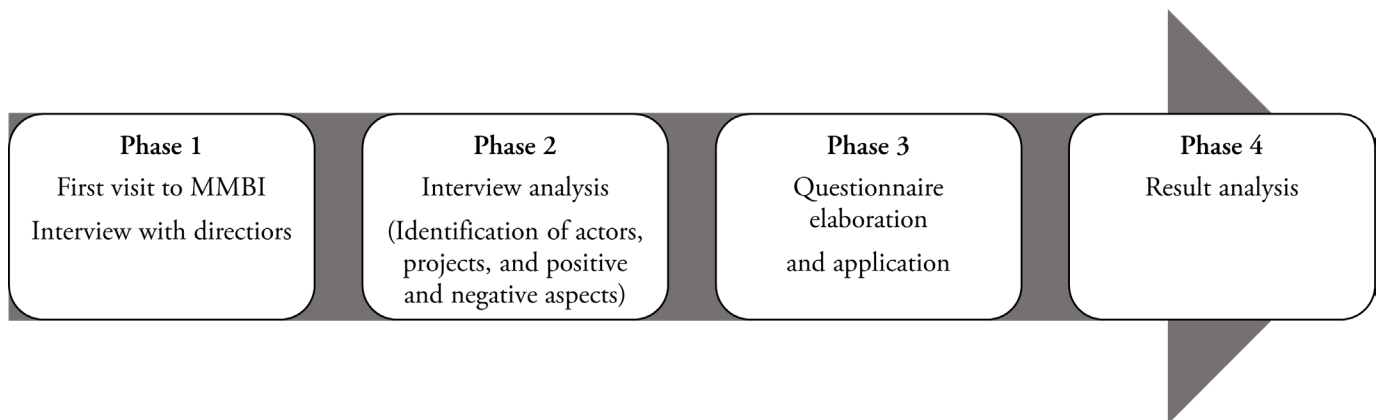 Phase 1
First visit to MMBI
Interview with directiors
Phase 2
Interview analysis
(Identification of actors,
projects, and positive
and negative aspects)
Phase 3
Questionnaire
elaboration
and application
Phase 4
Result analysis